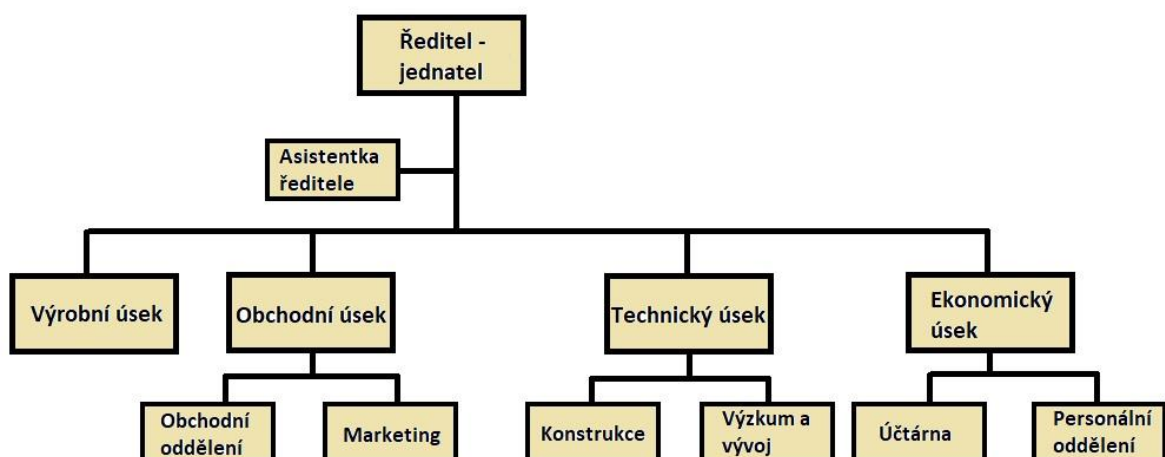 Ředitel -
jednatel
Asistentka
ředitele
Výrobní úsek
Obchodní úsek
Technický úsek
Ekonomický
úsek
Obchodní
oddělení
Marketing
Konstrukce
Výzkum a
vývoj
Účtárna
Personální
oddělení